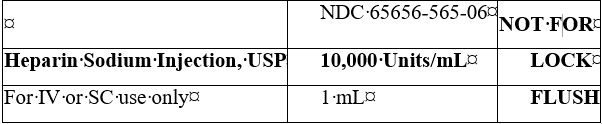 NDC 65656-565-06 NOT FOR
Heparin Sodium Injection, USP 10,000 Units/mL LOCK
For IV or SC use only 1 mL FLUSH